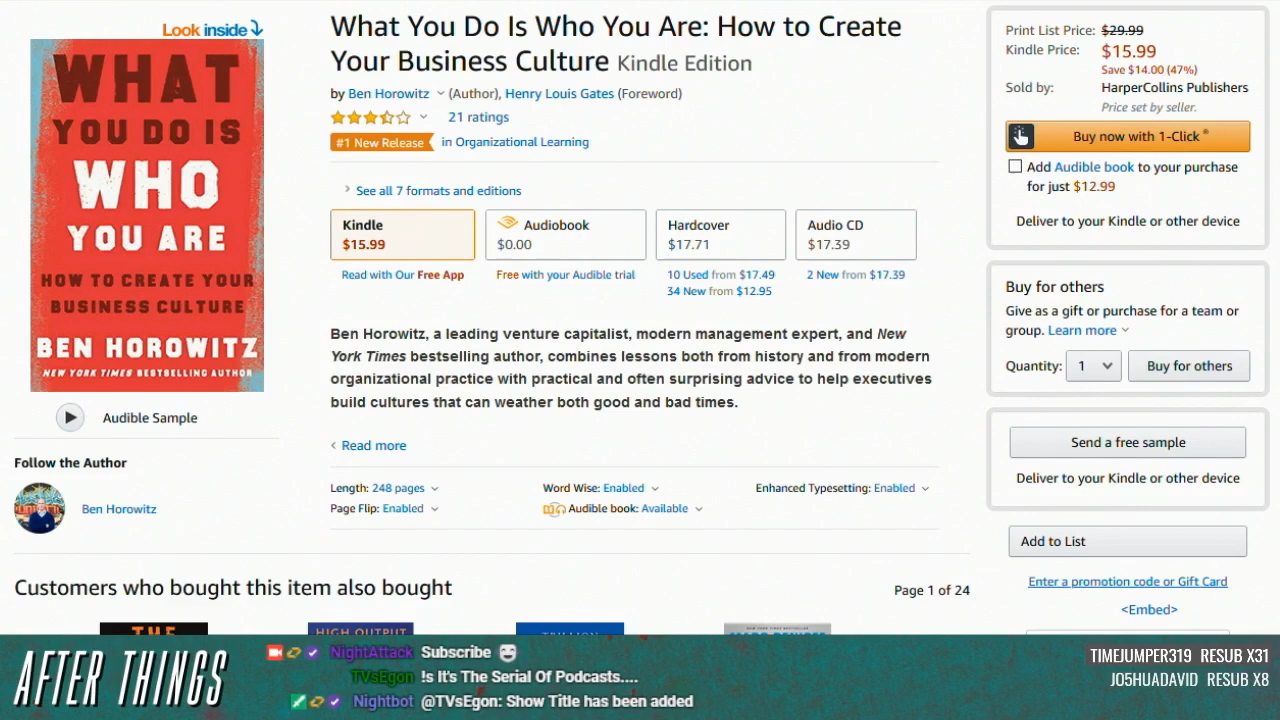 Look inside
WHAT
YOU DO IS
WHO
YOU ARE
HOW TO CREATE YOUR
BUSINESS CULTURE
BEN HOROWITZ
NEW YORK TIMES BESTSELLING AUTHOR
Audible Sample
Follow the Author
Ben Horowitz
What You Do Is Who You Are: How to Create
Your Business Culture Kindle Edition
by Ben Horowitz (Author), Henry Louis Gates (Foreword)
21 ratings
#1 New Release in Organizational Learning
See all 7 formats and editions
Kindle
$15.99
Read with Our Free App
Audiobook
$0.00
Free with your Audible trial
Hardcover
$17.71
10 Used from $17.49
34 New from $12.95
Audio CD
$17.39
2 New from $17.39
Ben Horowitz, a leading venture capitalist, modern management expert, and New
York Times bestselling author, combines lessons both from history and from modern
organizational practice with practical and often surprising advice to help executives
build cultures that can weather both good and bad times.
Read more
Length: 248 pages
Word Wise: Enabled
Enhanced Typesetting: Enabled
Page Flip: Enabled
Audible book: Available
Print List Price: $29.99
Kindle Price: $15.99
Save $14.00 (47%)
Sold by: HarperCollins Publishers
Price set by seller.
Buy now with 1-Click ®
Add Audible book to your purchase
for just $12.99
Deliver to your Kindle or other device
Buy for others
Give as a gift or purchase for a team or
group. Learn more
Quantity: 1 Buy for others
Send a free sample
Deliver to your Kindle or other device
Add to List
Enter a promotion code or Gift Card
<Embed>
Customers who bought this item also bought
Page 1 of 24
THE
HIGH OUTPUT
AFTER THINGS
NightAttack Subscribe
TVsEgon !s It's The Serial Of Podcasts....
Nightbot @TVsEgon: Show Title has been added
TIMEJUMPER319 RESUB X31
JO5HUADAVID RESUB X8